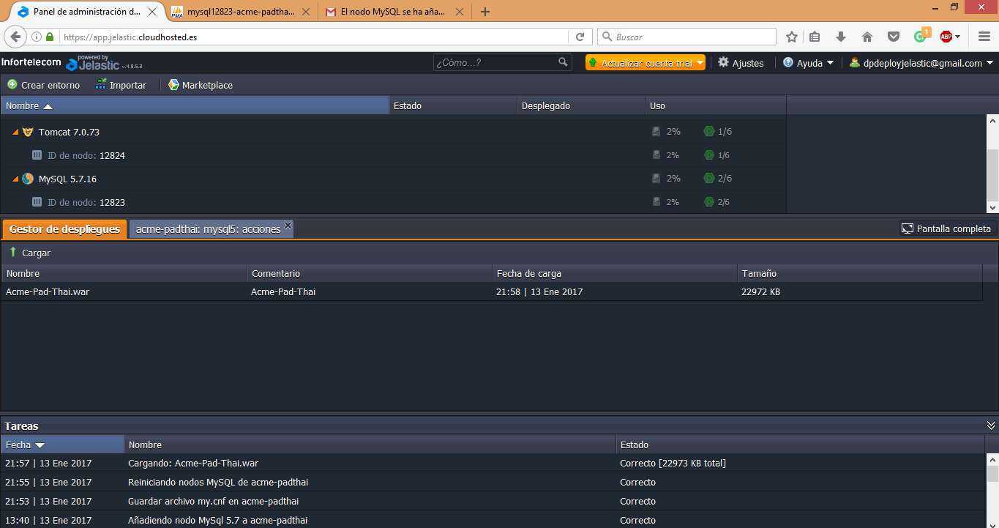 Panel de administración d...
mysql12823-acme-padtha...
El nodo MySQL se ha aña...
https://app.jelastic.cloudhosted.es
Buscar
1
ABP
Infortelecom
powered by
Jelastic v.4.9.5.2
¿Cómo...?
Actualizar cuenta trial
Ajustes
Ayuda
dpdeployjelastic@gmail.com
Crear entorno
Importar
Marketplace
Nombre
Estado
Desplegado
Uso
Tomcat 7.0.73
2%
1/6
ID de nodo: 12824
2%
1/6
MySQL 5.7.16
2%
2/6
ID de nodo: 12823
2%
2/6
Gestor de despliegues
acme-padthai: mysql5: acciones
Pantalla completa
Cargar
Nombre
Comentario
Fecha de carga
Tamaño
Acme-Pad-Thai.war
Acme-Pad-Thai
21:58 | 13 Ene 2017
22972 KB
Tareas
Fecha
Nombre
Estado
21:57 | 13 Ene 2017
Cargando: Acme-Pad-Thai.war
Correcto [22973 KB total]
21:55 | 13 Ene 2017
Reiniciando nodos MySQL de acme-padthai
Correcto
21:53 | 13 Ene 2017
Guardar archivo my.cnf en acme-padthai
Correcto
13:40 | 13 Ene 2017
Añadiendo nodo MySql 5.7 a acme-padthai
Correcto